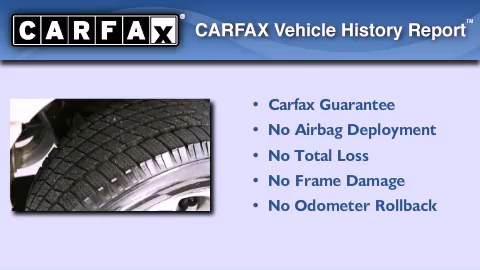 CARFAX® CARFAX Vehicle History Report™
• Carfax Guarantee
• No Airbag Deployment
• No Total Loss
• No Frame Damage
• No Odometer Rollback